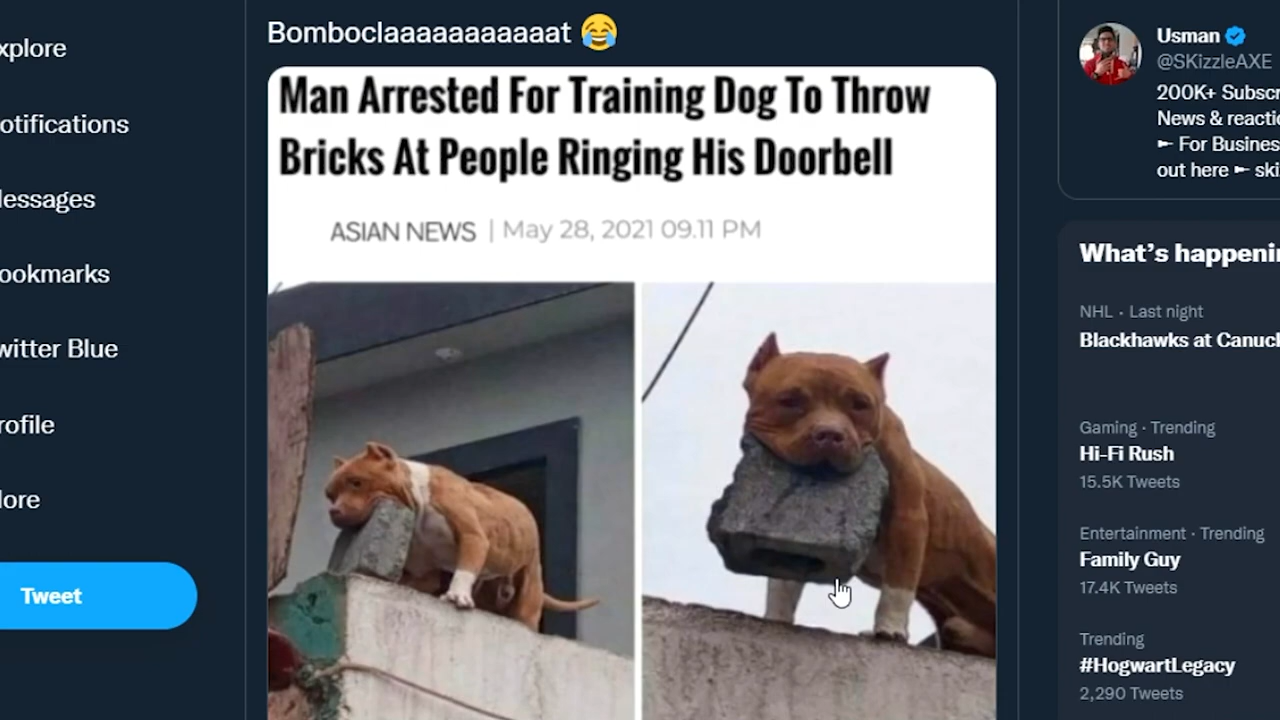 xplore
otifications
lessages
ookmarks
witter Blue
rofile
lore
Tweet
Bomboclaaaaaaaaaaat 😂
Man Arrested For Training Dog To Throw
Bricks At People Ringing His Doorbell
ASIAN NEWS | May 28, 2021 09.11 PM
Usman
@SKizzleAXE
200K+ Subscr
News & reactio
► For Busines
out here ► ski
What's happenin
NHL · Last night
Blackhawks at Canuck
Gaming · Trending
Hi-Fi Rush
15.5K Tweets
Entertainment · Trending
Family Guy
17.4K Tweets
Trending
#HogwartLegacy
2,290 Tweets